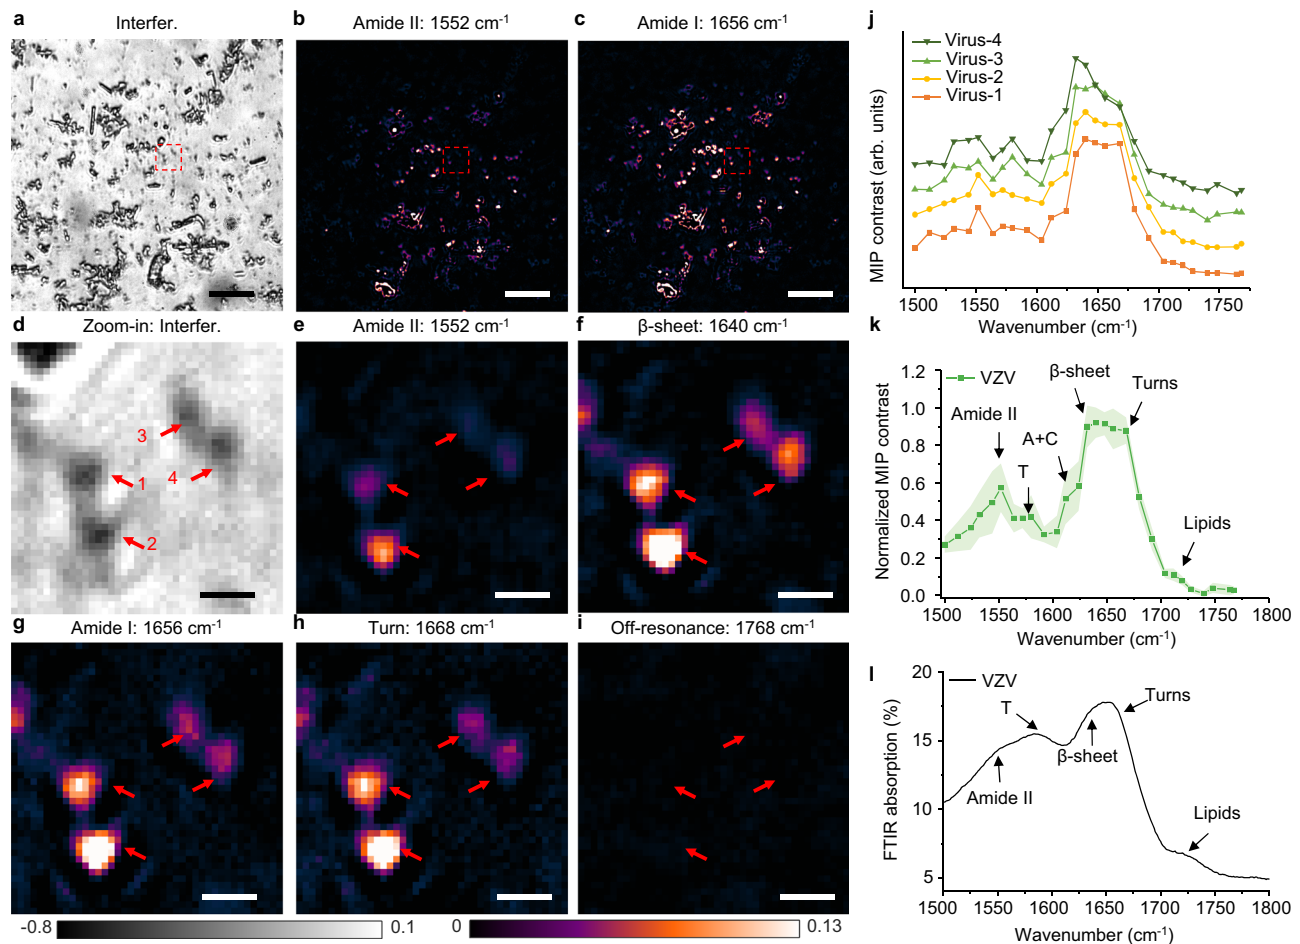 a Interfer.
b Amide II: 1552 cm-1
c Amide I: 1656 cm-1
d Zoom-in: Interfer.
3
4
1
2
e Amide II: 1552 cm-1
f β-sheet: 1640 cm-1
g Amide I: 1656 cm-1
h Turn: 1668 cm-1
i Off-resonance: 1768 cm-1
-0.8 0.1
0 0.13
j
Virus-4
Virus-3
Virus-2
Virus-1
MIP contrast (arb. units)
1500 1550 1600 1650 1700 1750
Wavenumber (cm-1)
k
VZV
β-sheet
Turns
Amide II
A+C
T
Lipids
Normalized MIP contrast
1.2
1.0
0.8
0.6
0.4
0.2
0.0
1500 1550 1600 1650 1700 1750 1800
Wavenumber (cm-1)
l
VZV
T
Turns
β-sheet
Amide II
Lipids
FTIR absorption (%)
20
15
10
5
1500 1550 1600 1650 1700 1750 1800
Wavenumber (cm-1)